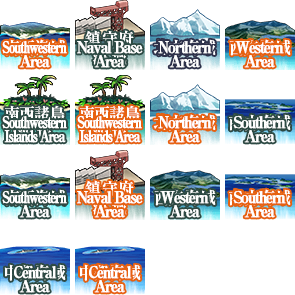 Southwestern
Area
鎮守府
Naval Base
Area
Northern
Area
Western
Area
南西諸島
Southwestern
Islands Area
南西諸島
Southwestern
Islands Area
Northern
Area
Southern
Area
Southwestern
Area
鎮守府
Naval Base
Area
Western
Area
Southern
Area
Central
Area
Central
Area